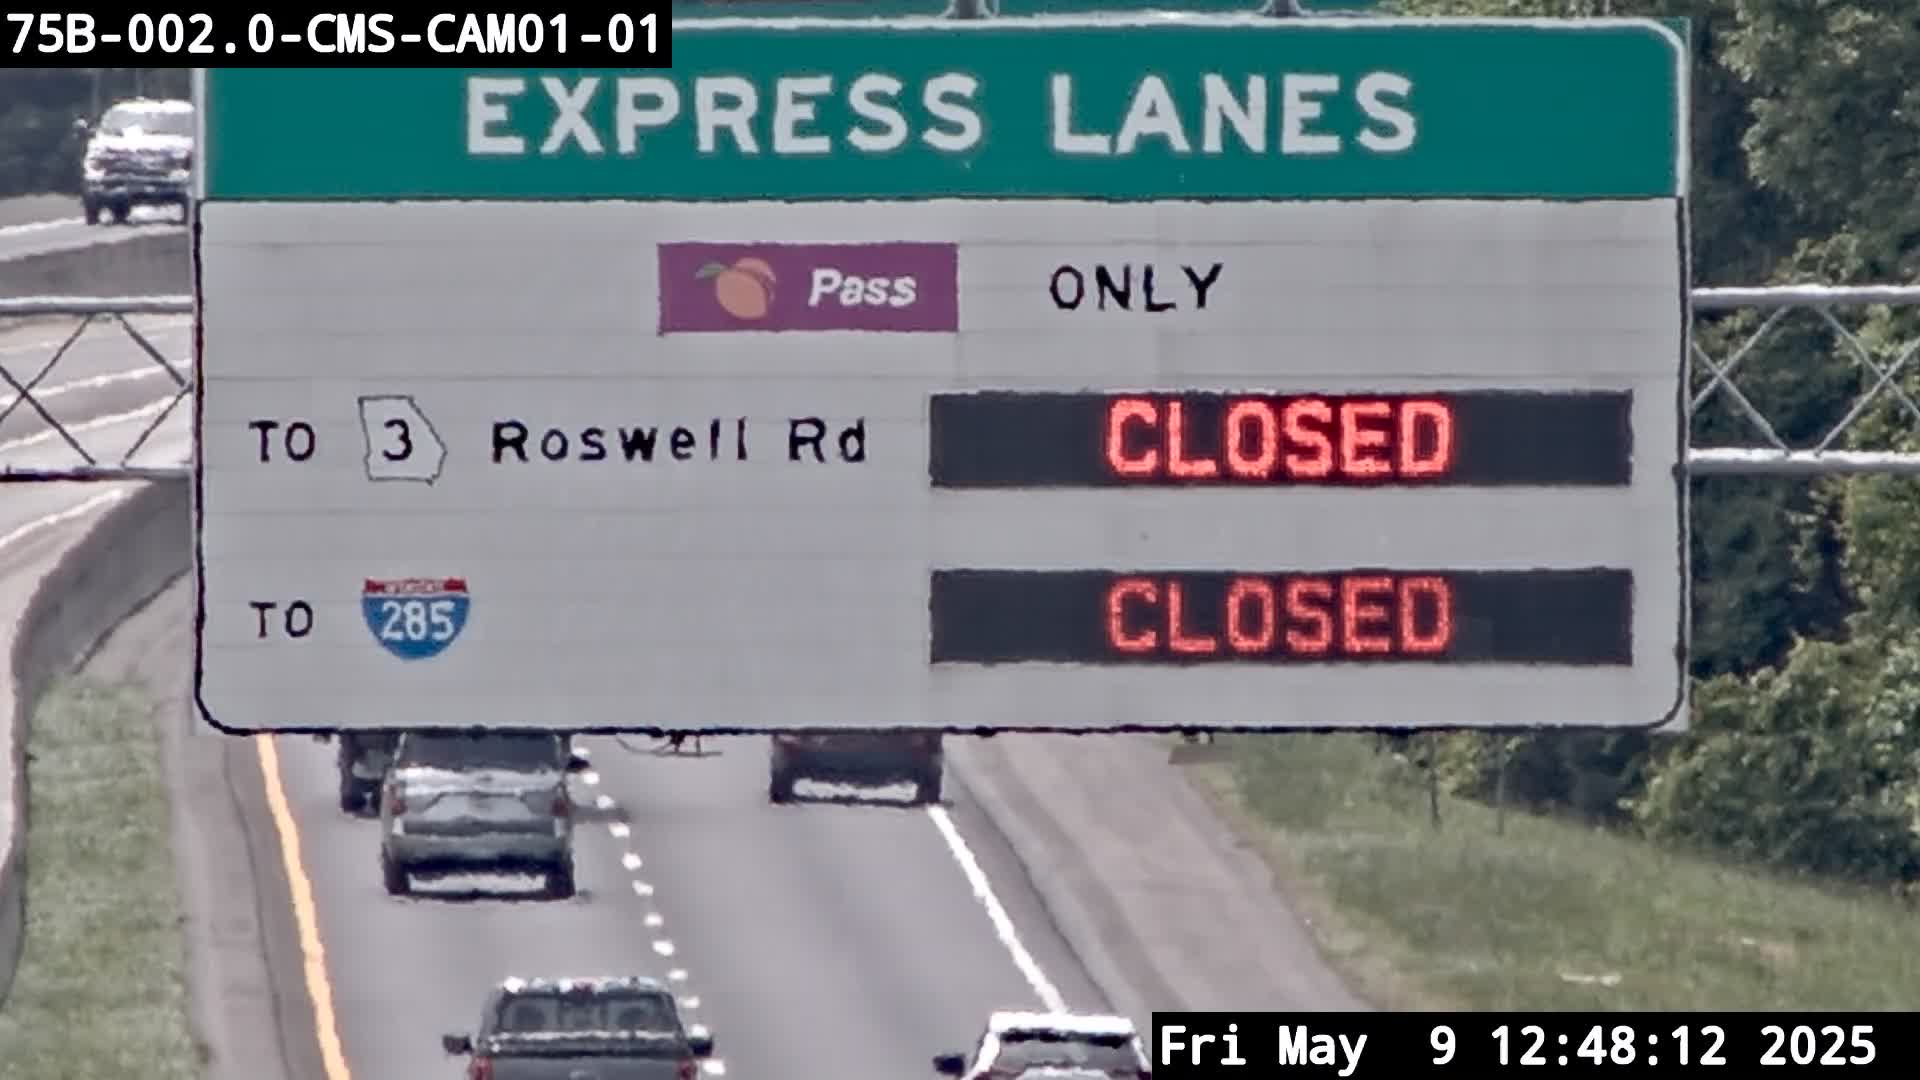 75B-002.0-CMS-CAM01-01
EXPRESS LANES
Pass ONLY
TO 3 Roswell Rd CLOSED
TO 285 CLOSED
Fri May 9 12:48:12 2025